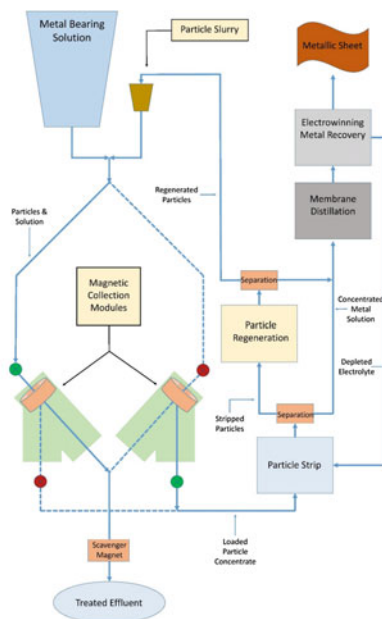 Metal Bearing
Solution
Particle Slurry
Metallic Sheet
Electrowinning
Metal Recovery
Membrane
Distillation
Regenerated
Particles
Particles &
Solution
Magnetic
Collection
Modules
Separation
Concentrated
Metal
Solution
Particle
Regeneration
Depleted
Electrolyte
Stripped
Particles
Separation
Particle Strip
Scavenger
Magnet
Loaded
Particle
Concentrate
Treated Effluent